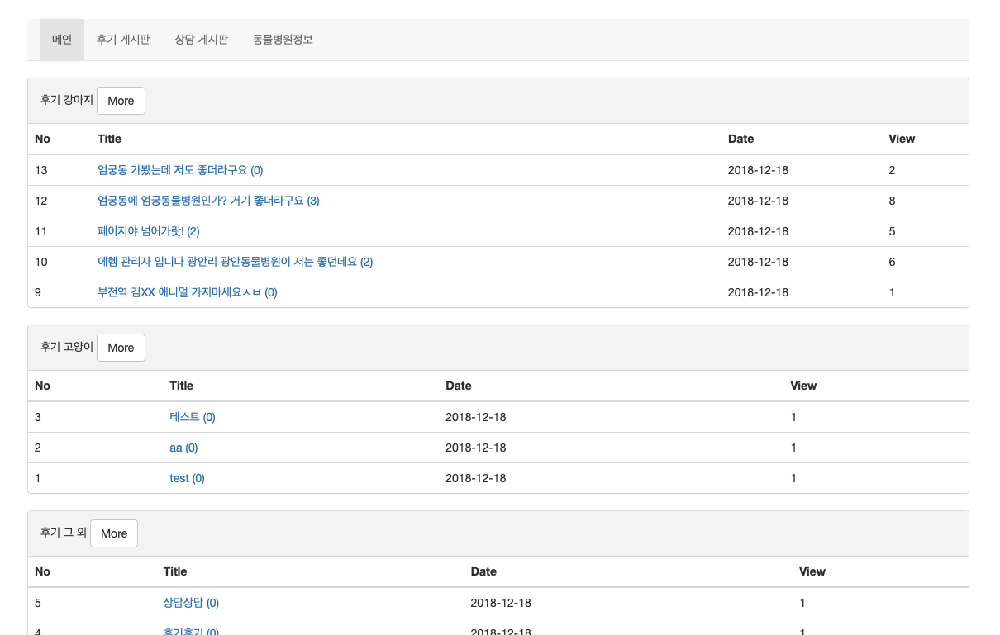 메인 후기 게시판 상담 게시판 동물병원정보
후기 강아지 More
No Title Date View
13 엄궁동 가봤는데 저도 좋더라구요 (0) 2018-12-18 2
12 엄궁동에 엄궁동물병원인가? 거기 좋더라구요 (3) 2018-12-18 8
11 페이지야 넘어가랏! (2) 2018-12-18 5
10 에헴 관리자 입니다 광안리 광안동물병원이 저는 좋던데요 (2) 2018-12-18 6
9 부전역 김XX 애니멀 가지마세요ㅅㅂ (0) 2018-12-18 1
후기 고양이 More
No Title Date View
3 테스트 (0) 2018-12-18 1
2 aa (0) 2018-12-18 1
1 test (0) 2018-12-18 1
후기 그 외 More
No Title Date View
5 상담상담 (0) 2018-12-18 1
4 후기후기 (0) 2018-12-18 1